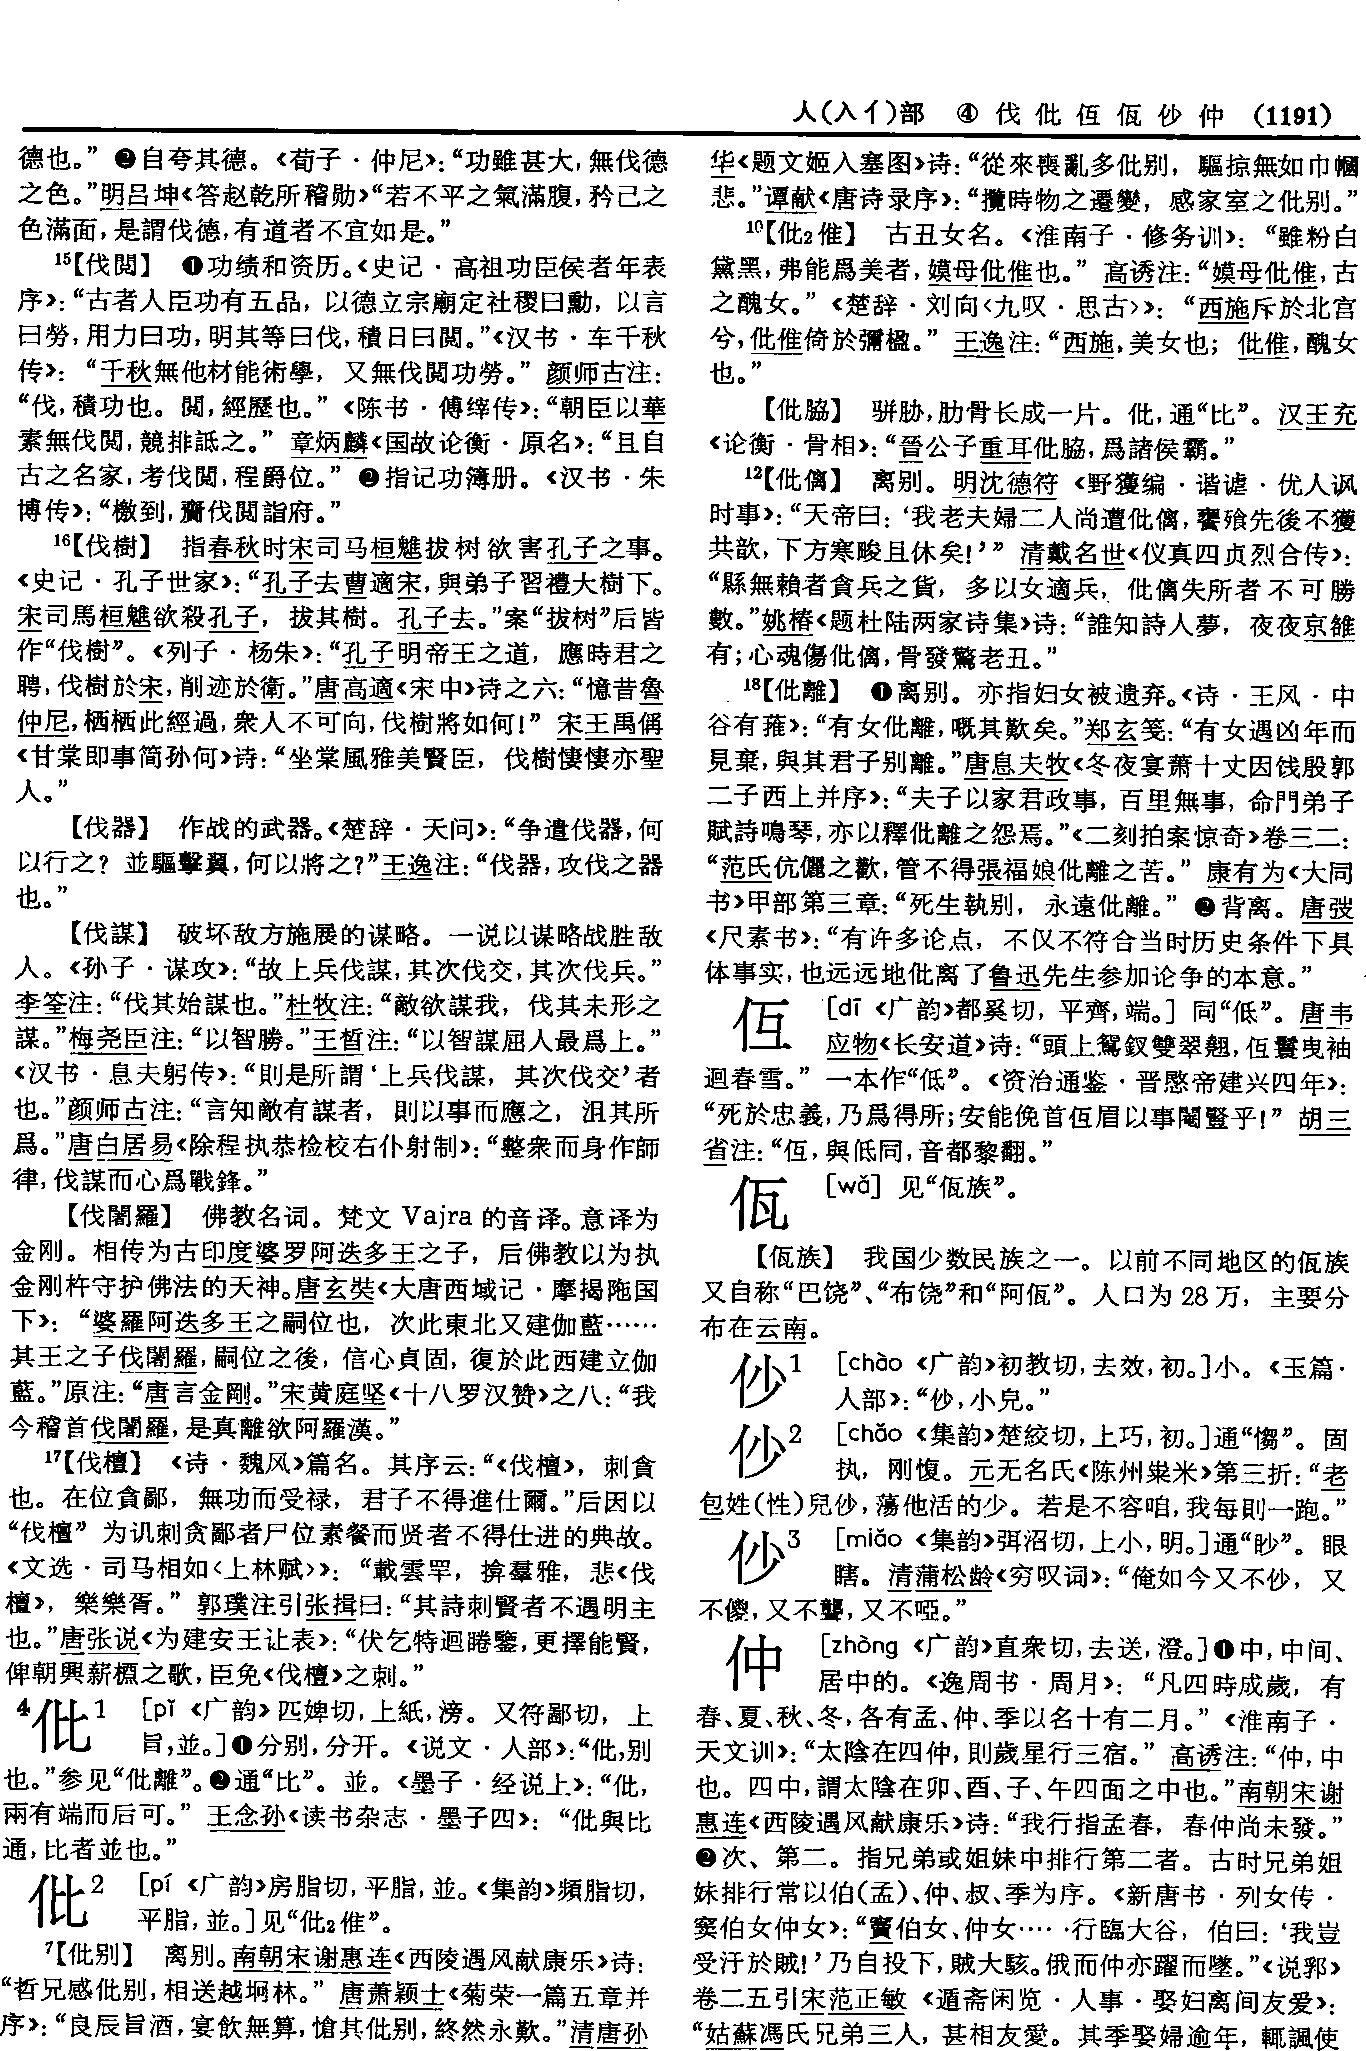 人(入亻)部　④ 伐 仳 仾 佤 仯 仲 (1191)
德也。”❷自夸其德。《荀子·仲尼》：“功雖甚大，無伐德
之色。”明吕坤《答赵乾所稽勋》“若不平之氣滿腹，矜己之
色滿面，是謂伐德，有道者不宜如是。”
15【伐閲】　❶功绩和资历。《史记·高祖功臣侯者年表
序》：“古者人臣功有五品，以德立宗廟定社稷曰勳，以言
曰勞，用力曰功，明其等曰伐，積日曰閲。”《汉书·车千秋
传》：“千秋無他材能術學，又無伐閲功勞。”颜师古注：
“伐，積功也。閲，經歷也。”《陈书·傅縡传》：“朝臣以華
素無伐閲，競排詆之。”章炳麟《国故论衡·原名》：“且自
古之名家，考伐閲，程爵位。”❷指记功簿册。《汉书·朱
博传》：“檄到，齎伐閲詣府。”
16【伐樹】　指春秋时宋司马桓魋拔树欲害孔子之事。
《史记·孔子世家》：“孔子去曹適宋，與弟子習禮大樹下。
宋司馬桓魋欲殺孔子，拔其樹。孔子去。”案“拔树”后皆
作“伐樹”。《列子·杨朱》：“孔子明帝王之道，應時君之
聘，伐樹於宋，削迹於衛。”唐高適《宋中》诗之六：“憶昔魯
仲尼，栖栖此經過，衆人不可向，伐樹將如何！”宋王禹偁
《甘棠即事简孙何》诗：“坐棠風雅美賢臣，伐樹悽悽亦聖
人。”
【伐器】　作战的武器。《楚辞·天问》：“争遣伐器，何
以行之？並驅擊翼，何以將之？”王逸注：“伐器，攻伐之器
也。”
【伐謀】　破坏敌方施展的谋略。一说以谋略战胜敌
人。《孙子·谋攻》：“故上兵伐謀，其次伐交，其次伐兵。”
李筌注：“伐其始謀也。”杜牧注：“敵欲謀我，伐其未形之
謀。”梅尧臣注：“以智勝。”王晳注：“以智謀屈人最爲上。”
《汉书·息夫躬传》：“則是所謂‘上兵伐謀，其次伐交’者
也。”颜师古注：“言知敵有謀者，則以事而應之，沮其所
爲。”唐白居易《除程执恭检校右仆射制》：“整衆而身作師
律，伐謀而心爲戰鋒。”
【伐闍羅】　佛教名词。梵文 Vajra 的音译。意译为
金刚。相传为古印度婆罗阿迭多王之子，后佛教以为执
金刚杵守护佛法的天神。唐玄奘《大唐西域记·摩揭陁国
下》：“婆羅阿迭多王之嗣位也，次此東北又建伽藍……
其王之子伐闍羅，嗣位之後，信心貞固，復於此西建立伽
藍。”原注：“唐言金剛。”宋黄庭坚《十八罗汉赞》之八：“我
今稽首伐闍羅，是真離欲阿羅漢。”
17【伐檀】　《诗·魏风》篇名。其序云：“《伐檀》，刺貪
也。在位貪鄙，無功而受禄，君子不得進仕爾。”后因以
“伐檀”为讥刺贪鄙者尸位素餐而贤者不得仕进的典故。
《文选·司马相如〈上林赋〉》：“載雲罕，揜羣雅，悲《伐
檀》，樂樂胥。”郭璞注引张揖曰：“其詩刺賢者不遇明主
也。”唐张说《为建安王让表》：“伏乞特迴睠鑒，更擇能賢，
俾朝興薪槱之歌，臣免《伐檀》之刺。”
4仳1　[pǐ《广韵》匹婢切，上紙，滂。又符鄙切，上
旨，並。]❶分别，分开。《说文·人部》：“仳，别
也。”参见“仳離”。❷通“比”。並。《墨子·经说上》：“仳，
兩有端而后可。”王念孙《读书杂志·墨子四》：“仳與比
通，比者並也。”
仳2　[pí《广韵》房脂切，平脂，並。《集韵》頻脂切，
平脂，並。]见“仳2倠”。
7【仳别】　离别。南朝宋谢惠连《西陵遇风献康乐》诗：
“哲兄感仳别，相送越坰林。”唐萧颖士《菊荣一篇五章并
序》：“良辰旨酒，宴飲無算，愴其仳别，終然永歎。”清唐孙
华《题文姬入塞图》诗：“從來喪亂多仳别，驅掠無如巾幗
悲。”谭献《唐诗录序》：“攬時物之遷變，感家室之仳别。”
10【仳2倠】　古丑女名。《淮南子·修务训》：“雖粉白
黛黑，弗能爲美者，嫫母仳倠也。”高诱注：“嫫母仳倠，古
之醜女。”《楚辞·刘向〈九叹·思古〉》：“西施斥於北宫
兮，仳倠倚於彌楹。”王逸注：“西施，美女也；仳倠，醜女
也。”
【仳脇】　骈胁，肋骨长成一片。仳，通“比”。汉王充
《论衡·骨相》：“晉公子重耳仳脇，爲諸侯霸。”
12【仳儷】　离别。明沈德符《野獲编·谐谑·优人讽
时事》：“天帝曰：‘我老夫婦二人尚遭仳儷，饔飱先後不獲
共歆，下方寒畯且休矣！’”清戴名世《仪真四贞烈合传》：
“縣無賴者貪兵之貨，多以女適兵，仳儷失所者不可勝
數。”姚椿《题杜陆两家诗集》诗：“誰知詩人夢，夜夜京雒
有；心魂傷仳儷，骨發驚老丑。”
18【仳離】　❶离别。亦指妇女被遗弃。《诗·王风·中
谷有蓷》：“有女仳離，嘅其歎矣。”郑玄笺：“有女遇凶年而
見棄，與其君子别離。”唐息夫牧《冬夜宴萧十丈因饯殷郭
二子西上并序》：“夫子以家君政事，百里無事，命門弟子
賦詩鳴琴，亦以釋仳離之怨焉。”《二刻拍案惊奇》卷三二：
“范氏伉儷之歡，管不得張福娘仳離之苦。”康有为《大同
书》甲部第三章：“死生執别，永遠仳離。”❷背离。唐弢
《尺素书》：“有许多论点，不仅不符合当时历史条件下具
体事实，也远远地仳离了鲁迅先生参加论争的本意。”
仾　[dī《广韵》都奚切，平齊，端。]同“低”。唐韦
应物《长安道》诗：“頭上鴛釵雙翠翹，仾鬟曳袖
迴春雪。”一本作“低”。《资治通鉴·晋愍帝建兴四年》：
“死於忠義，乃爲得所；安能俛首仾眉以事閹豎乎！”胡三
省注：“仾，與低同，音都黎翻。”
佤　[wǎ]见“佤族”。
【佤族】　我国少数民族之一。以前不同地区的佤族
又自称“巴饶”、“布饶”和“阿佤”。人口为28万，主要分
布在云南。
仯1　[chào《广韵》初教切，去效，初。]小。《玉篇·
人部》：“仯，小皃。”
仯2　[chǎo《集韵》楚絞切，上巧，初。]通“㑳”。固
执，刚愎。元无名氏《陈州粜米》第三折：“老
包姓(性)兒仯，蕩他活的少。若是不容咱，我每則一跑。”
仯3　[miǎo《集韵》弭沼切，上小，明。]通“眇”。眼
瞎。清蒲松龄《穷叹词》：“俺如今又不仯，又
不傻，又不聾，又不啞。”
仲　[zhòng《广韵》直衆切，去送，澄。]❶中，中间、
居中的。《逸周书·周月》：“凡四時成歲，有
春、夏、秋、冬，各有孟、仲、季以名十有二月。”《淮南子·
天文训》：“太陰在四仲，則歲星行三宿。”高诱注：“仲，中
也。四中，謂太陰在卯、酉、子、午四面之中也。”南朝宋谢
惠连《西陵遇风献康乐》诗：“我行指孟春，春仲尚未發。”
❷次、第二。指兄弟或姐妹中排行第二者。古时兄弟姐
妹排行常以伯(孟)、仲、叔、季为序。《新唐书·列女传·
窦伯女仲女》：“竇伯女、仲女……行臨大谷，伯曰：‘我豈
受汙於賊！’乃自投下，賊大駭。俄而仲亦躍而墜。”《说郛》
卷二五引宋范正敏《遁斋闲览·人事·娶妇离间友爱》：
“姑蘇馮氏兄弟三人，甚相友愛。其季娶婦逾年，輒諷使